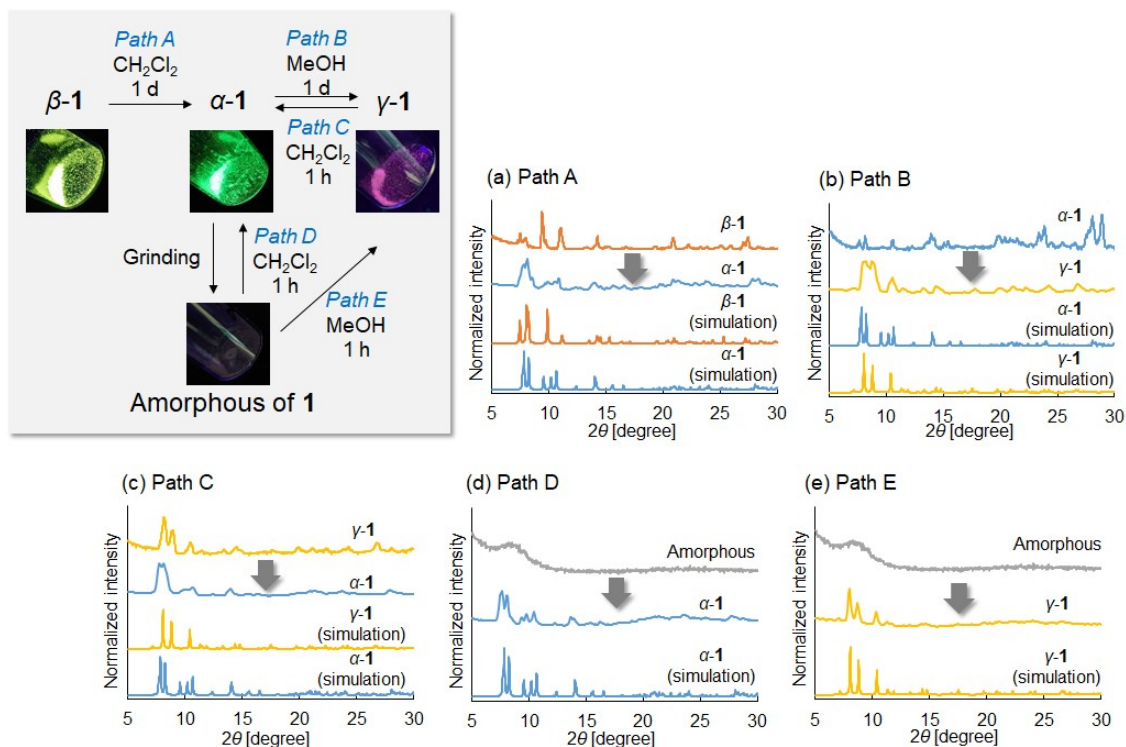 Path A
CH₂Cl₂
1 d
Path B
MeOH
1 d
β-1
α-1
γ-1
Path C
CH₂Cl₂
1 h
Grinding
Path D
CH₂Cl₂
1 h
Path E
MeOH
1 h
Amorphous of 1
(a) Path A
Normalized intensity
β-1
α-1
β-1
(simulation)
α-1
(simulation)
5 10 15 20 25 30
2θ [degree]
(b) Path B
Normalized intensity
α-1
γ-1
α-1
(simulation)
γ-1
(simulation)
5 10 15 20 25 30
2θ [degree]
(c) Path C
Normalized intensity
γ-1
α-1
γ-1
(simulation)
α-1
(simulation)
5 10 15 20 25 30
2θ [degree]
(d) Path D
Normalized intensity
Amorphous
α-1
α-1
(simulation)
5 10 15 20 25 30
2θ [degree]
(e) Path E
Normalized intensity
Amorphous
γ-1
γ-1
(simulation)
5 10 15 20 25 30
2θ [degree]